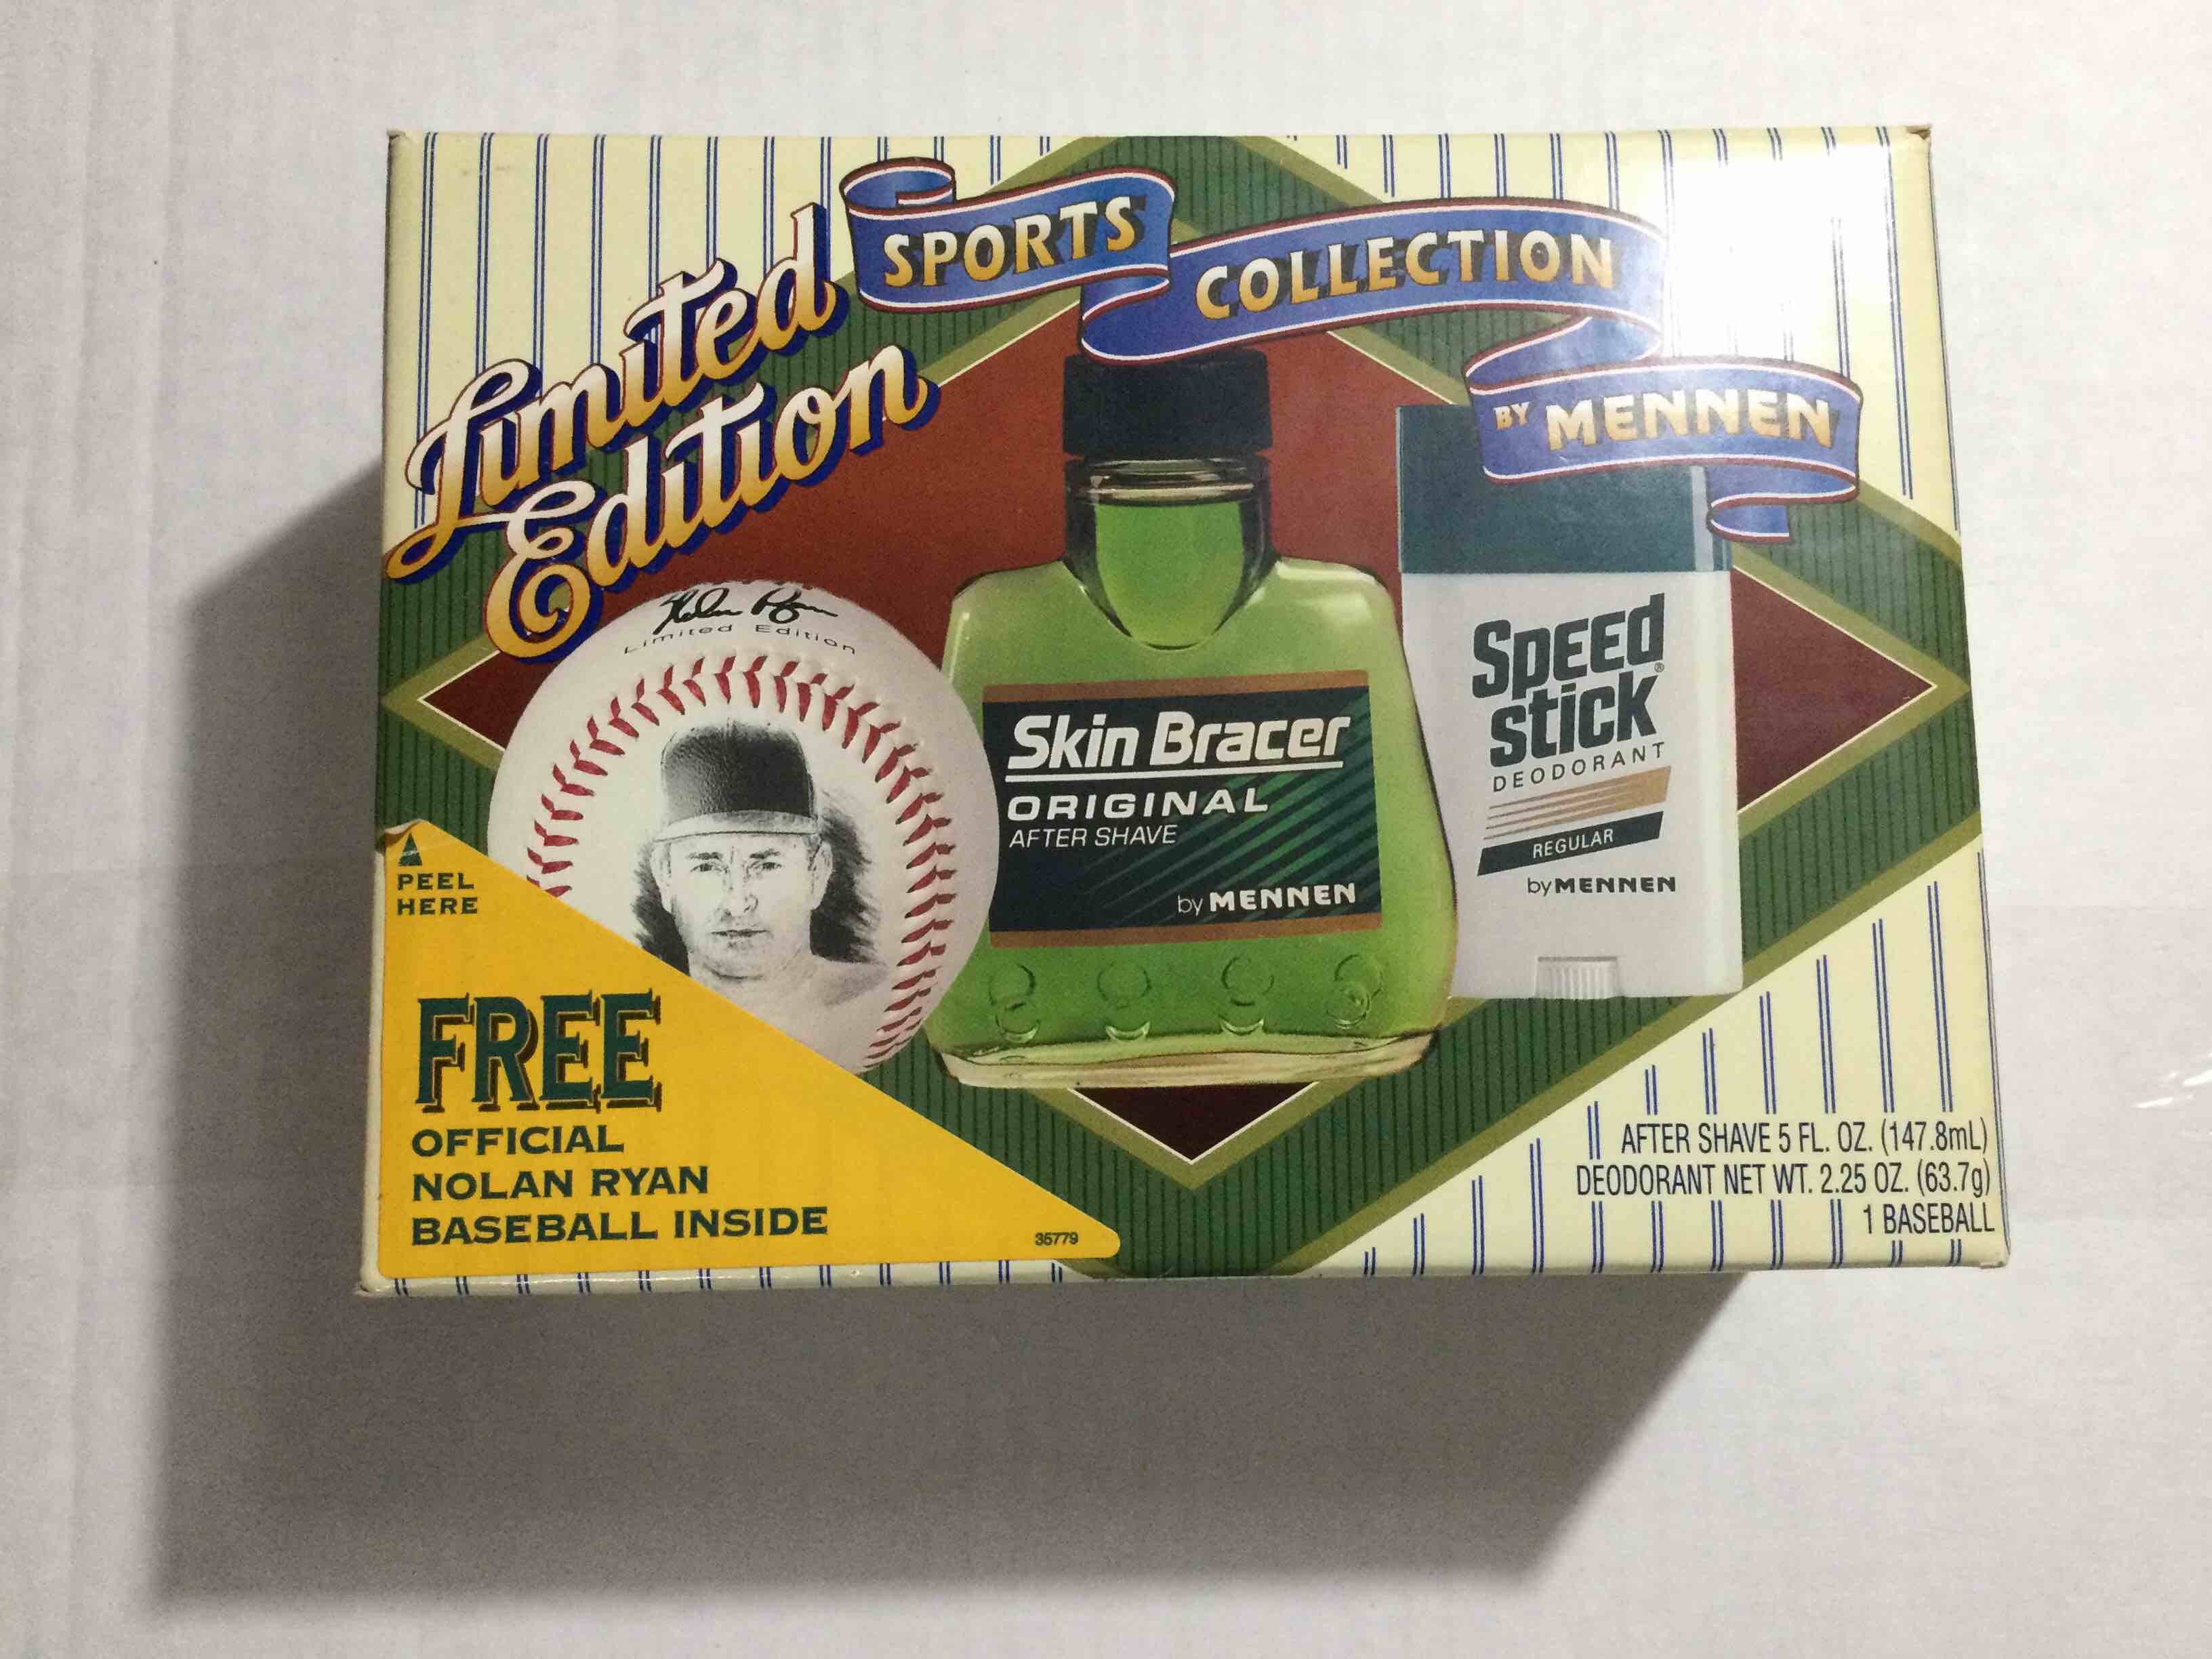 Limited
Edition
SPORTS COLLECTION
BY MENNEN
Nolan Ryan
Limited Edition
Skin Bracer
ORIGINAL
AFTER SHAVE
by MENNEN
SPEED
STICK®
DEODORANT
REGULAR
by MENNEN
PEEL
HERE
FREE
OFFICIAL
NOLAN RYAN
BASEBALL INSIDE
35779
AFTER SHAVE 5 FL. OZ. (147.8mL)
DEODORANT NET WT. 2.25 OZ. (63.7g)
1 BASEBALL